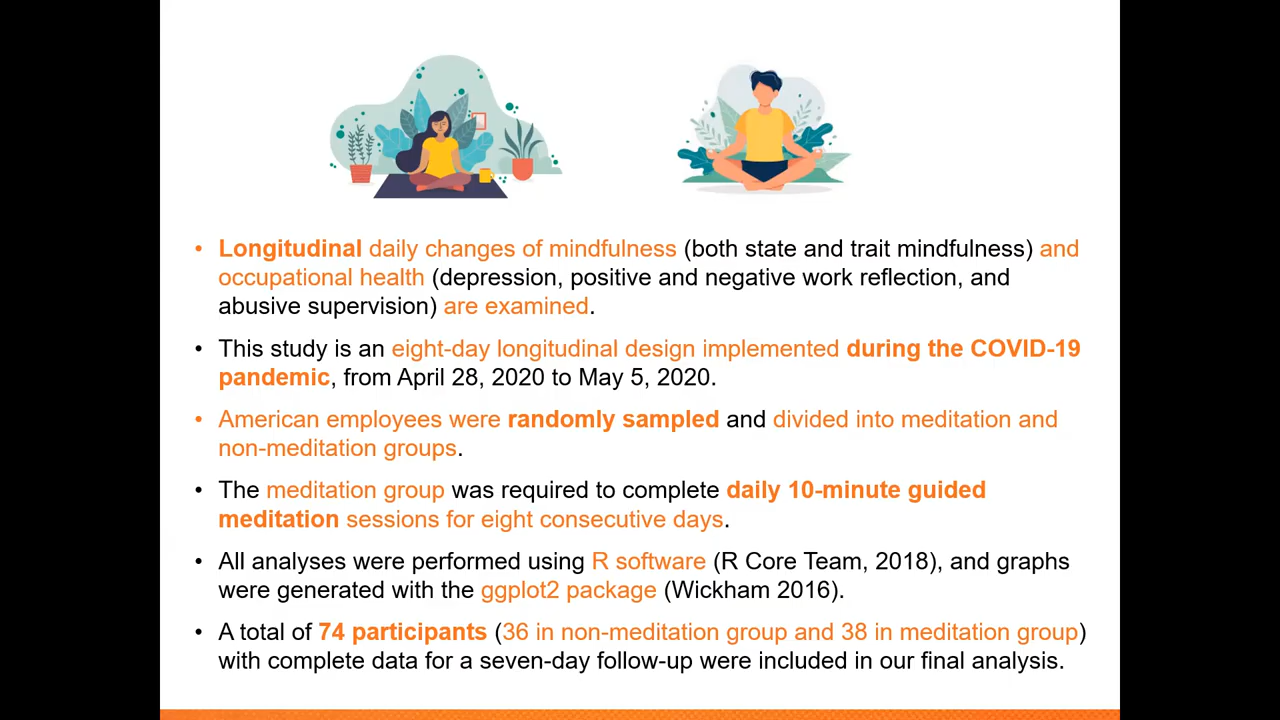 • Longitudinal daily changes of mindfulness (both state and trait mindfulness) and
occupational health (depression, positive and negative work reflection, and
abusive supervision) are examined.
• This study is an eight-day longitudinal design implemented during the COVID-19
pandemic, from April 28, 2020 to May 5, 2020.
• American employees were randomly sampled and divided into meditation and
non-meditation groups.
• The meditation group was required to complete daily 10-minute guided
meditation sessions for eight consecutive days.
• All analyses were performed using R software (R Core Team, 2018), and graphs
were generated with the ggplot2 package (Wickham 2016).
• A total of 74 participants (36 in non-meditation group and 38 in meditation group)
with complete data for a seven-day follow-up were included in our final analysis.